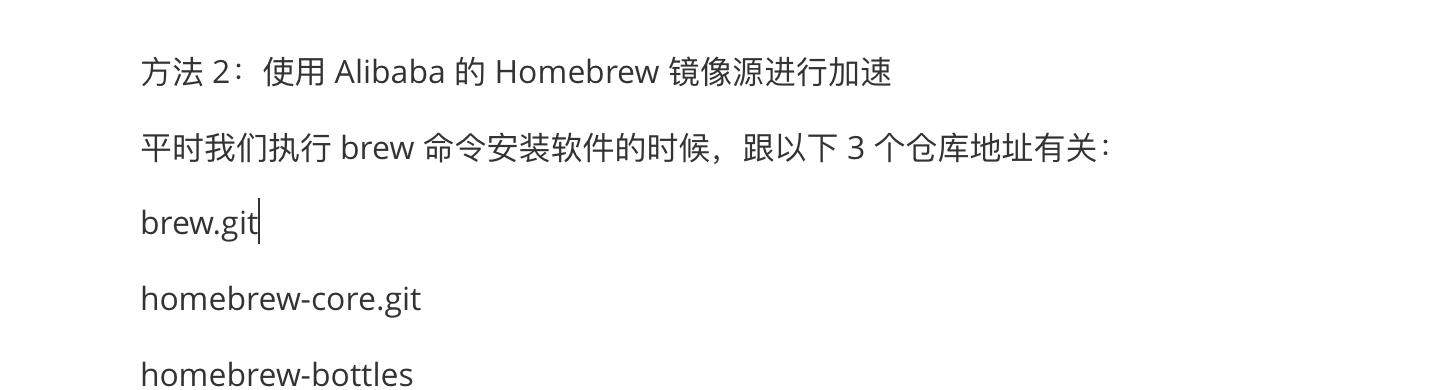 方法 2：使用 Alibaba 的 Homebrew 镜像源进行加速
平时我们执行 brew 命令安装软件的时候，跟以下 3 个仓库地址有关：
brew.git
homebrew-core.git
homebrew-bottles